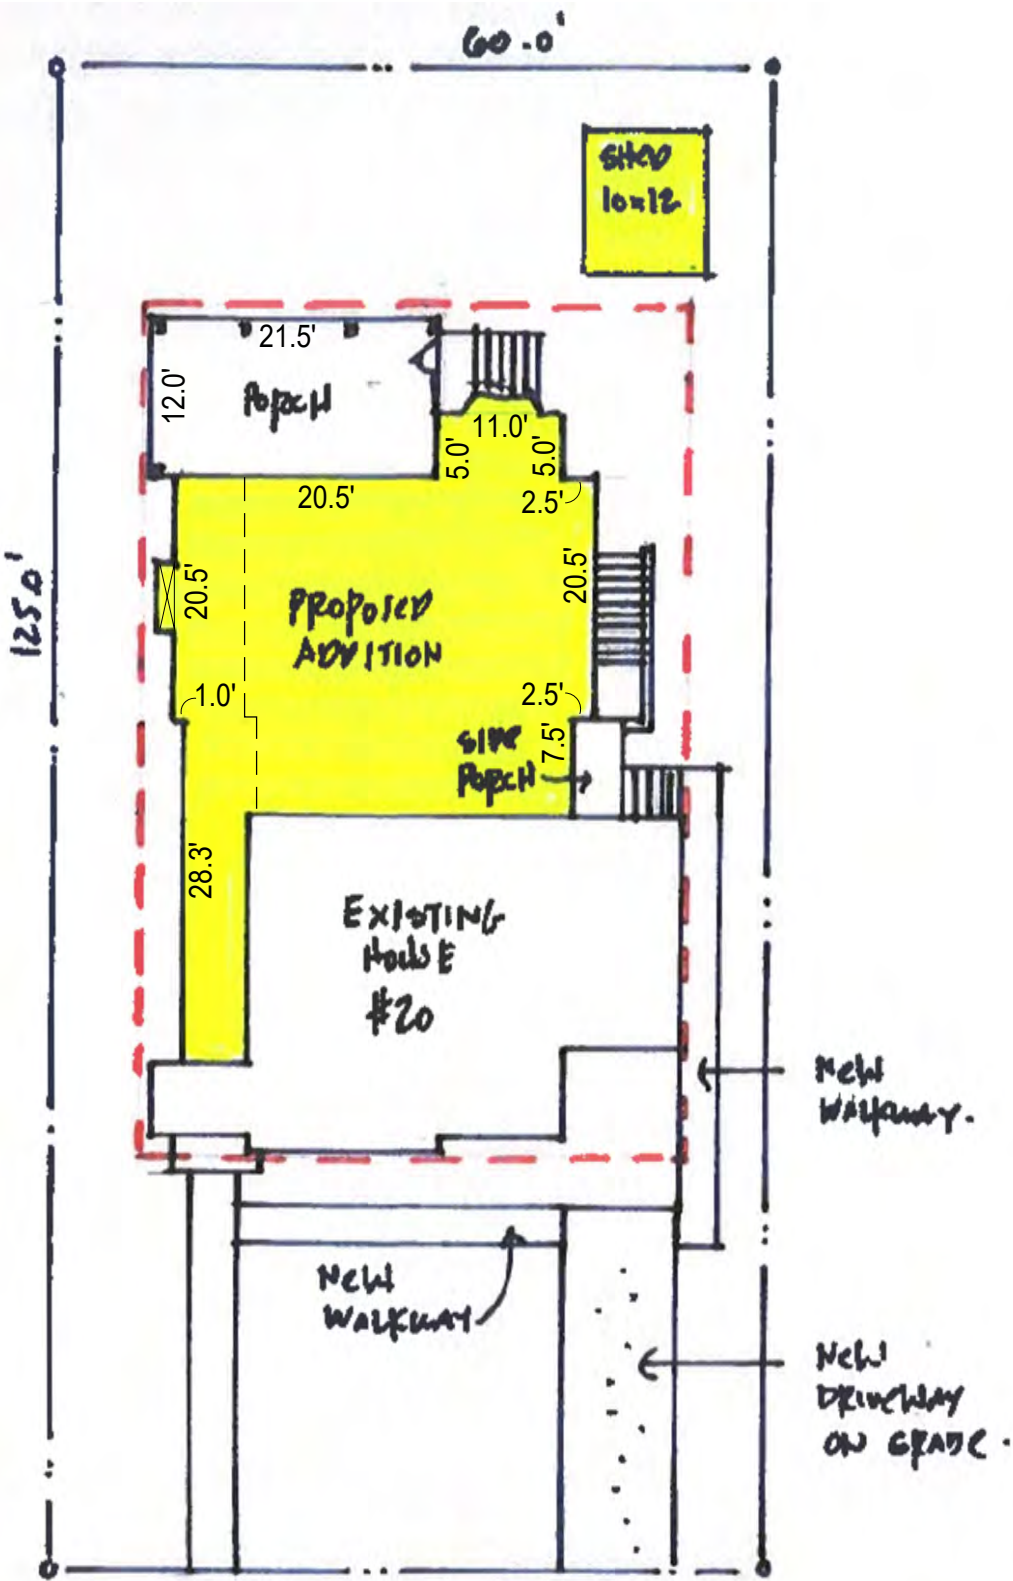 60.0'
SHED
10x12
21.5'
12.0'
PORCH
11.0'
5.0'
5.0'
20.5'
2.5'
125.0'
20.5'
20.5'
PROPOSED
ADDITION
1.0'
2.5'
SIDE
PORCH
7.5'
28.3'
EXISTING
HOUSE
#20
NEW
WALKWAY.
NEW
WALKWAY
NEW
DRIVEWAY
ON GRADE.